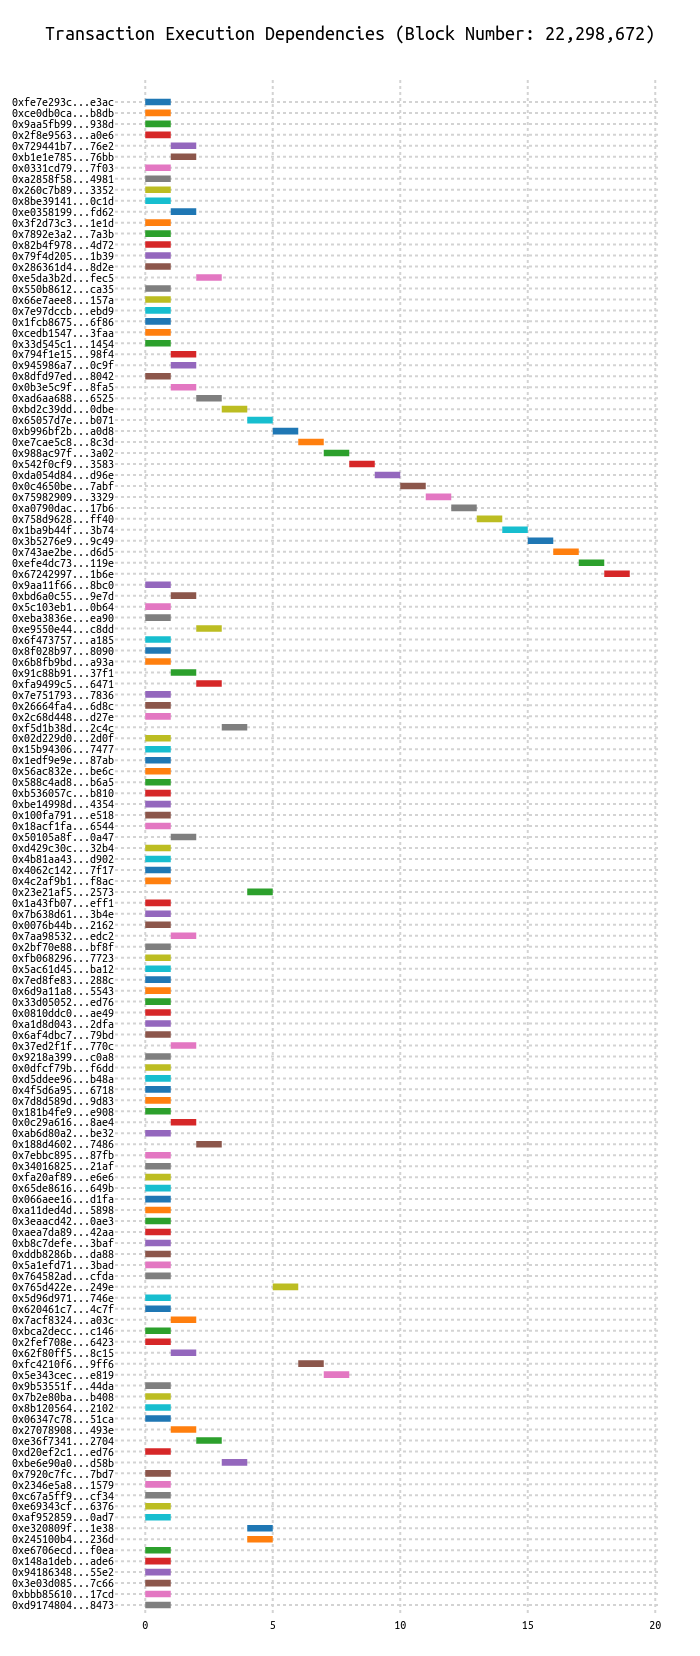 Transaction Execution Dependencies (Block Number: 22,298,672)
0xfe7e293c...e3ac
0xce0db0ca...b8db
0x9aa5fb99...938d
0x2f8e9563...a0e6
0x729441b7...76e2
0xb1e1e785...76bb
0x0331cd79...7f03
0xa2858f58...4981
0x260c7b89...3352
0x8be39141...0c1d
0xe0358199...fd62
0x3f2d73c3...1e1d
0x7892e3a2...7a3b
0x82b4f978...4d72
0x79f4d205...1b39
0x286361d4...8d2e
0xe5da3b2d...fec5
0x550b8612...ca35
0x66e7aee8...157a
0x7e97dccb...ebd9
0x1fcb8675...6f86
0xcedb1547...3faa
0x33d545c1...1454
0x794f1e15...98f4
0x945986a7...0c9f
0x8dfd97ed...8042
0x0b3e5c9f...8fa5
0xad6aa688...6525
0xbd2c39dd...0dbe
0x65057d7e...b071
0xb996bf2b...a0d8
0xe7cae5c8...8c3d
0x988ac97f...3a02
0x542f0cf9...3583
0xda054d84...d96e
0x0c4650be...7abf
0x75982909...3329
0xa0790dac...17b6
0x758d9628...ff40
0x1ba9b44f...3b74
0x3b5276e9...9c49
0x743ae2be...d6d5
0xefe4dc73...119e
0x67242997...1b6e
0x9aa11f66...8bc0
0xbd6a0c55...9e7d
0x5c103eb1...0b64
0xeba3836e...ea90
0xe9550e44...c8dd
0x6f473757...a185
0x8f028b97...8090
0x6b8fb9bd...a93a
0x91c88b91...37f1
0xfa9499c5...6471
0x7e751793...7836
0x26664fa4...6d8c
0x2c68d448...d27e
0xf5d1b38d...2c4c
0x02d229d0...2d0f
0x15b94306...7477
0x1edf9e9e...87ab
0x56ac832e...be6c
0x588c4ad8...b6a5
0xb536057c...b810
0xbe14998d...4354
0x100fa791...e518
0x18acf1fa...6544
0x50105a8f...0a47
0xd429c30c...32b4
0x4b81aa43...d902
0x4062c142...7f17
0x4c2af9b1...f8ac
0x23e21af5...2573
0x1a43fb07...eff1
0x7b638d61...3b4e
0x0076b44b...2162
0x7aa98532...edc2
0x2bf70e88...bf8f
0xfb068296...7723
0x5ac61d45...ba12
0x7ed8fe83...288c
0x6d9a11a8...5543
0x33d05052...ed76
0x0810ddc0...ae49
0xa1d8d043...2dfa
0x6af4dbc7...79bd
0x37ed2f1f...770c
0x9218a399...c0a8
0x0dfcf79b...f6dd
0xd5ddee96...b48a
0x4f5d6a95...6718
0x7d8d589d...9d83
0x181b4fe9...e908
0x0c29a616...8ae4
0xab6d80a2...be32
0x188d4602...7486
0x7ebbc895...87fb
0x34016825...21af
0xfa20af89...e6e6
0x65de8616...649b
0x066aee16...d1fa
0xa11ded4d...5898
0x3eaacd42...0ae3
0xaea7da89...42aa
0xb8c7defe...3baf
0xddb8286b...da88
0x5a1efd71...3bad
0x764582ad...cfda
0x765d422e...249e
0x5d96d971...746e
0x620461c7...4c7f
0x7acf8324...a03c
0xbca2decc...c146
0x2fef708e...6423
0x62f80ff5...8c15
0xfc4210f6...9ff6
0x5e343cec...e819
0x9b53551f...44da
0x7b2e80ba...b408
0x8b120564...2102
0x06347c78...51ca
0x27078908...493e
0xe36f7341...2704
0xd20ef2c1...ed76
0xbe6e90a0...d58b
0x7920c7fc...7bd7
0x2346e5a8...1579
0xc67a5ff9...cf34
0xe69343cf...6376
0xaf952859...0ad7
0xe320809f...1e38
0x245100b4...236d
0xe6706ecd...f0ea
0x148a1deb...ade6
0x94186348...55e2
0x3e03d085...7c66
0xbbb85610...17cd
0xd9174804...8473
0 5 10 15 20